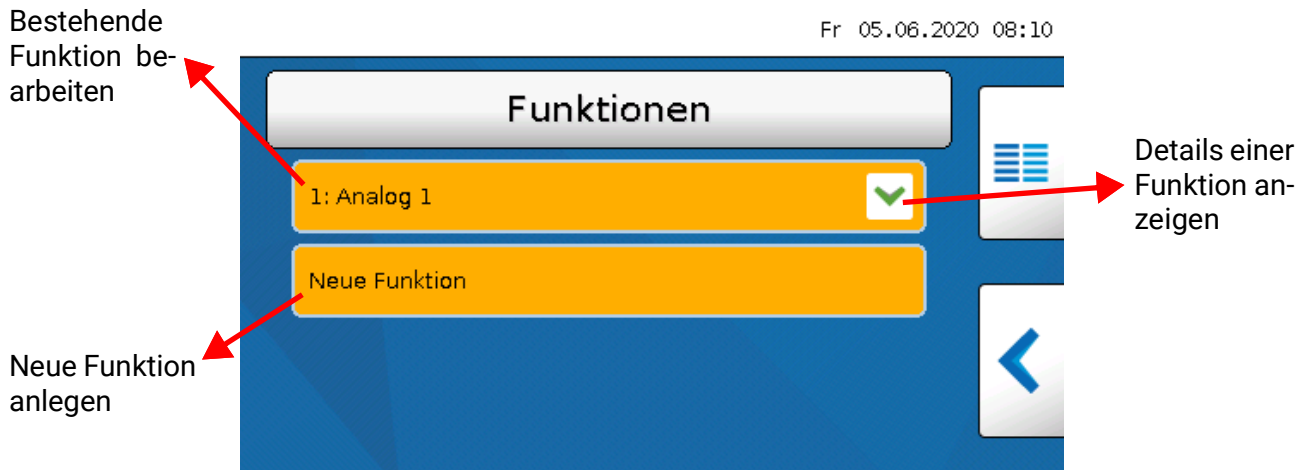 Bestehende
Funktion be-
arbeiten
Fr 05.06.2020 08:10
Funktionen
1: Analog 1
Details einer
Funktion an-
zeigen
Neue Funktion
Neue Funktion
anlegen